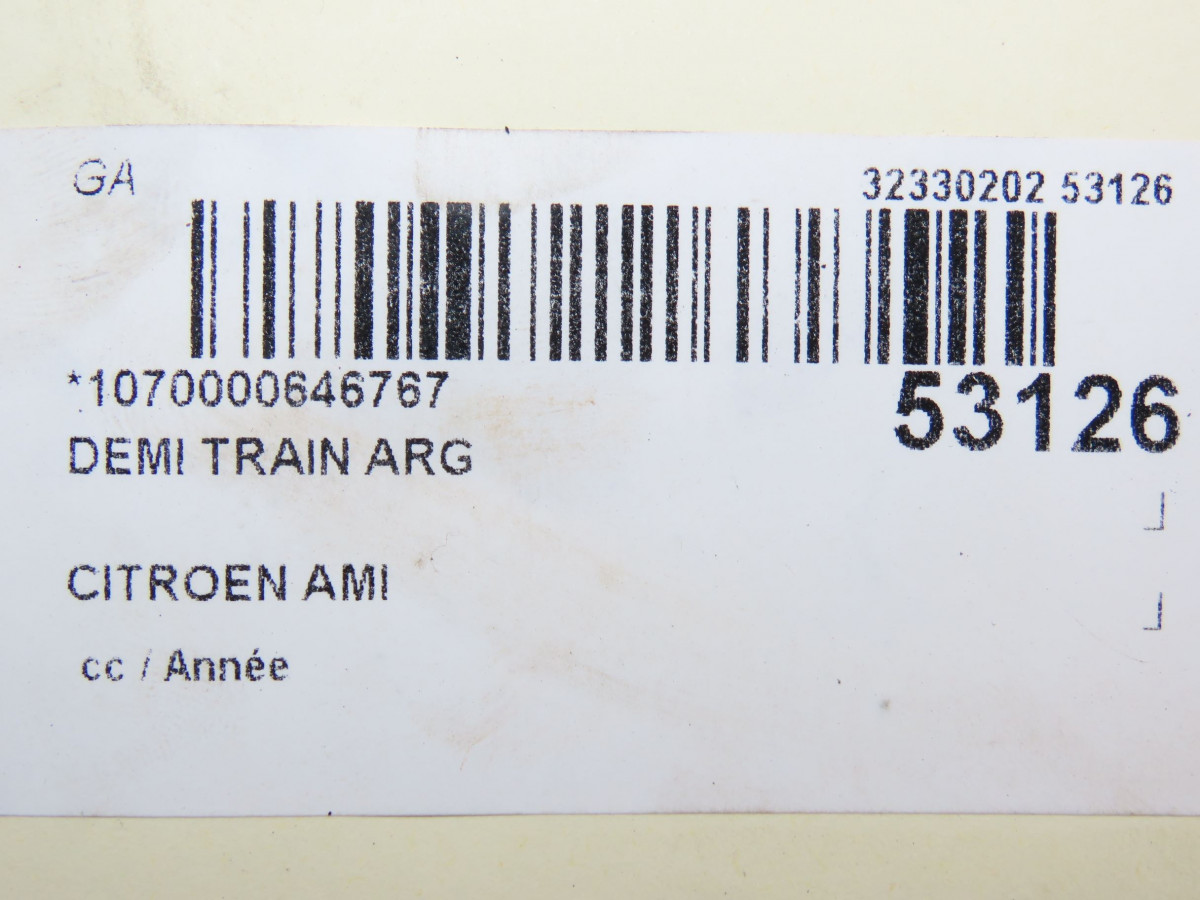 GA
32330202 53126
*1070000646767
53126
DEMI TRAIN ARG
CITROEN AMI
cc / Année